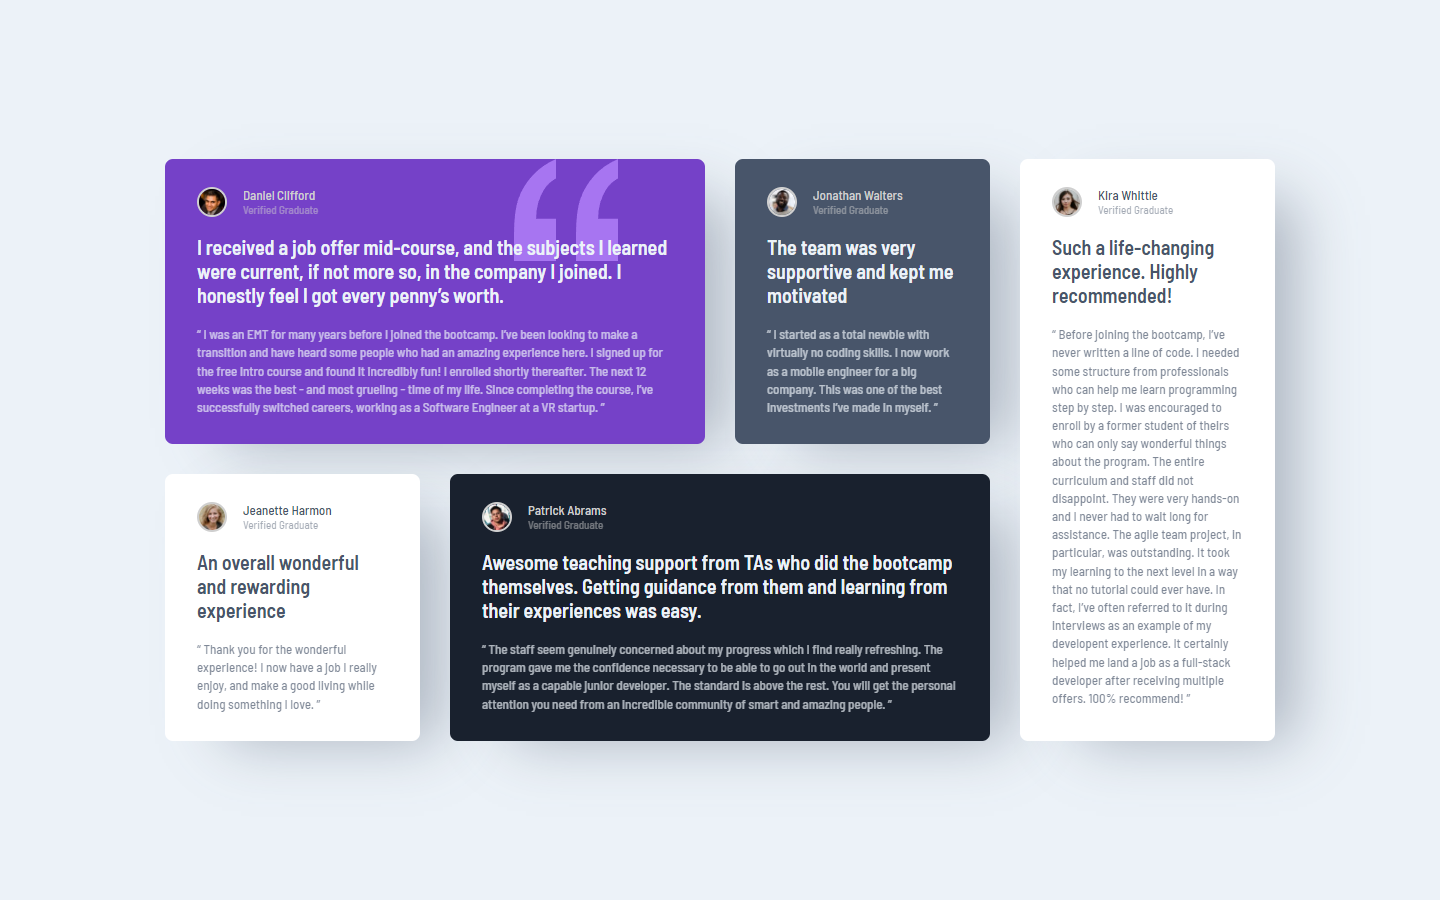 Daniel Clifford
Verified Graduate
I received a job offer mid-course, and the subjects I learned
were current, if not more so, in the company I joined. I
honestly feel I got every penny’s worth.
“ I was an EMT for many years before I joined the bootcamp. I’ve been looking to make a
transition and have heard some people who had an amazing experience here. I signed up for
the free intro course and found it incredibly fun! I enrolled shortly thereafter. The next 12
weeks was the best - and most grueling - time of my life. Since completing the course, I’ve
successfully switched careers, working as a Software Engineer at a VR startup. ”
Jonathan Walters
Verified Graduate
The team was very
supportive and kept me
motivated
“ I started as a total newbie with
virtually no coding skills. I now work
as a mobile engineer for a big
company. This was one of the best
investments I’ve made in myself. ”
Kira Whittle
Verified Graduate
Such a life-changing
experience. Highly
recommended!
“ Before joining the bootcamp, I’ve
never written a line of code. I needed
some structure from professionals
who can help me learn programming
step by step. I was encouraged to
enroll by a former student of theirs
who can only say wonderful things
about the program. The entire
curriculum and staff did not
disappoint. They were very hands-on
and I never had to wait long for
assistance. The agile team project, in
particular, was outstanding. It took
my learning to the next level in a way
that no tutorial could ever have. In
fact, I’ve often referred to it during
interviews as an example of my
developent experience. It certainly
helped me land a job as a full-stack
developer after receiving multiple
offers. 100% recommend! ”
Jeanette Harmon
Verified Graduate
An overall wonderful
and rewarding
experience
“ Thank you for the wonderful
experience! I now have a job I really
enjoy, and make a good living while
doing something I love. ”
Patrick Abrams
Verified Graduate
Awesome teaching support from TAs who did the bootcamp
themselves. Getting guidance from them and learning from
their experiences was easy.
“ The staff seem genuinely concerned about my progress which I find really refreshing. The
program gave me the confidence necessary to be able to go out in the world and present
myself as a capable junior developer. The standard is above the rest. You will get the personal
attention you need from an incredible community of smart and amazing people. ”